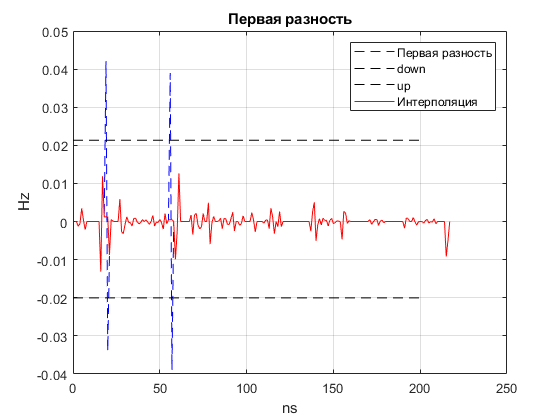 Первая разность
0.05
0.04
0.03
0.02
0.01
0
-0.01
-0.02
-0.03
-0.04
Hz
Первая разность
down
up
Интерполяция
0 50 100 150 200 250
ns